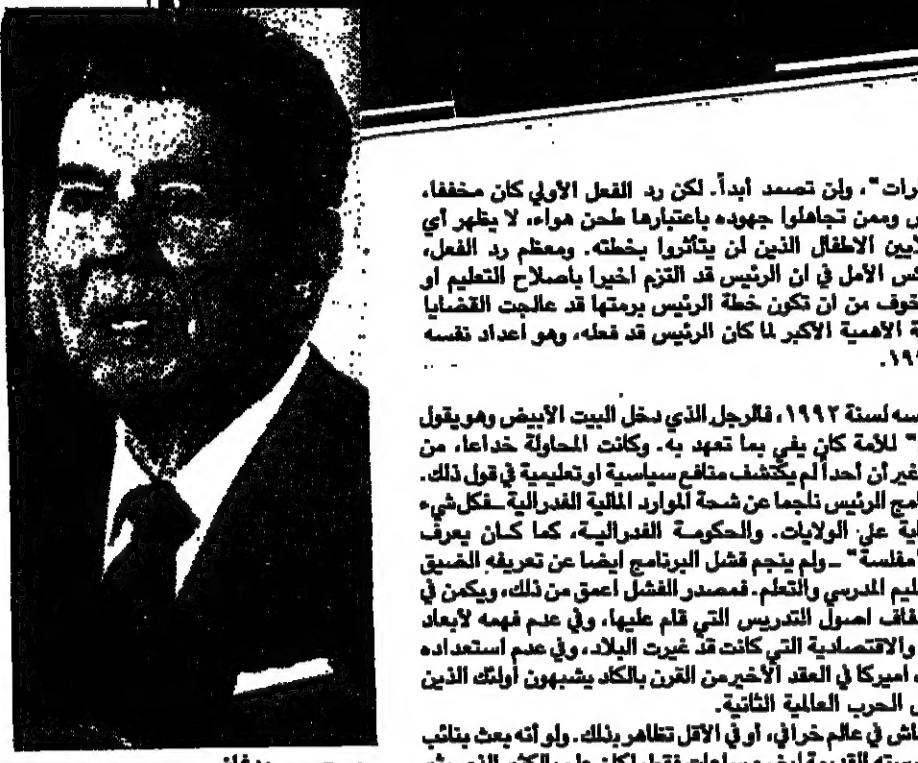 رات"، ولن تصمد أبداً. لكن رد الفعل الأولي كان مخففا،
وممن تجاهلوا جهوده باعتبارها طحن هواء، لا يظهر أي
لايين الاطفال الذين لن يتأثروا بخطته. ومعظم رد الفعل،
الأمل في ان الرئيس قد التزم اخيرا باصلاح التعليم او
خوف من ان تكون خطة الرئيس برمتها قد عالجت القضايا
الاهمية الاكبر لما كان الرئيس قد فعله، وهو اعداد نفسه
سه لسنة ١٩٩٢، فالرجل الذي دخل البيت الأبيض وهو يقول
" للأمة كان يفي بما تعهد به. وكانت المحاولة خداعا، من
غير أن أحداً لم يكتشف منافع سياسية او تعليمية في قول ذلك.
امج الرئيس ناجما عن شحة الموارد المالية الفدرالية ـ فكل شيء
على الولايات. والحكومة الفدرالية، كما كان يعرف
مفلسة" ـ ولم ينجم فشل البرنامج ايضا عن تعريفه الضيق
ليم المدرسي والتعلم. فمصدر الفشل اعمق من ذلك، ويكمن في
اصول التدريس التي قام عليها، وفي عدم فهمه لأبعاد
والاقتصادية التي كانت قد غيرت البلاد، وفي عدم استعداده
اميركا في العقد الأخير من القرن بالكاد يشبهون أولئك الذين
الحرب العالمية الثانية.
اش في عالم خرافي، أو في الأقل تظاهر بذلك. ولو أنه بعث بنائب